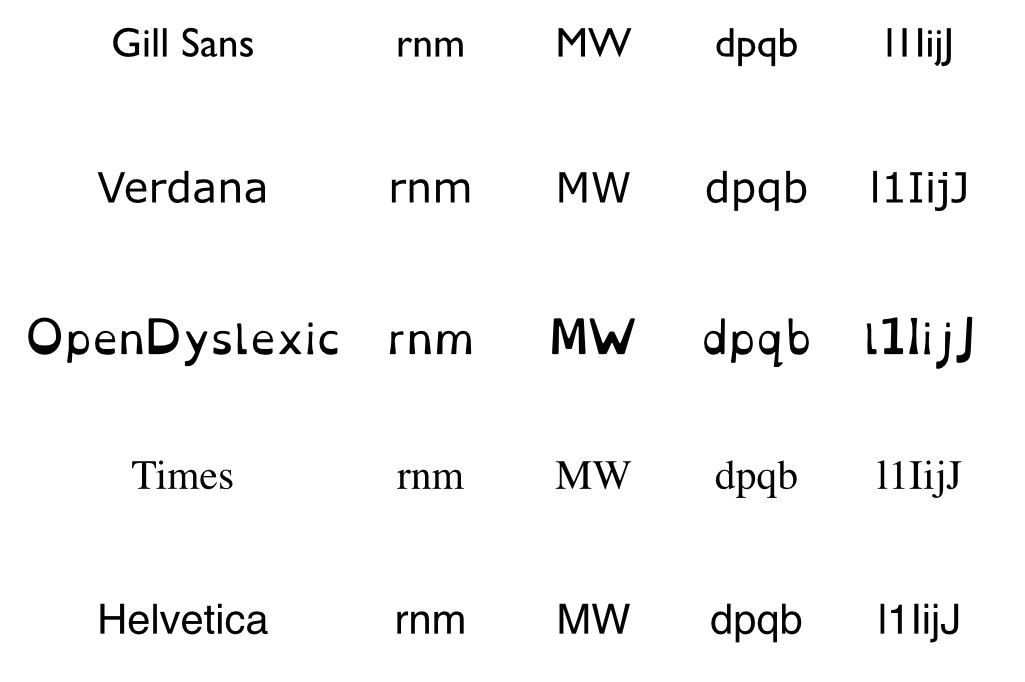 Gill Sans rnm MW dpqb l1IijJ
Verdana rnm MW dpqb l1IijJ
OpenDyslexic rnm MW dpqb l1IijJ
Times rnm MW dpqb l1IijJ
Helvetica rnm MW dpqb l1IijJ